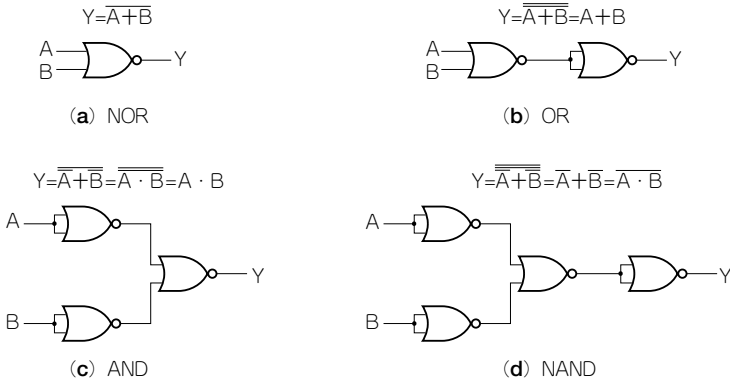 Y=A̅+̅B̅
A
B
Y
(a) NOR
Y=A̿+̿B̿=A+B
A
B
Y
(b) OR
Y=A̿+̅B̿=A̿ ̿·̿ ̿B̿=A · B
A
B
Y
(c) AND
Y=A̿̅+̿B̿̅=A̅+B̅=A̅ ̅·̅ ̅B̅
A
B
Y
(d) NAND